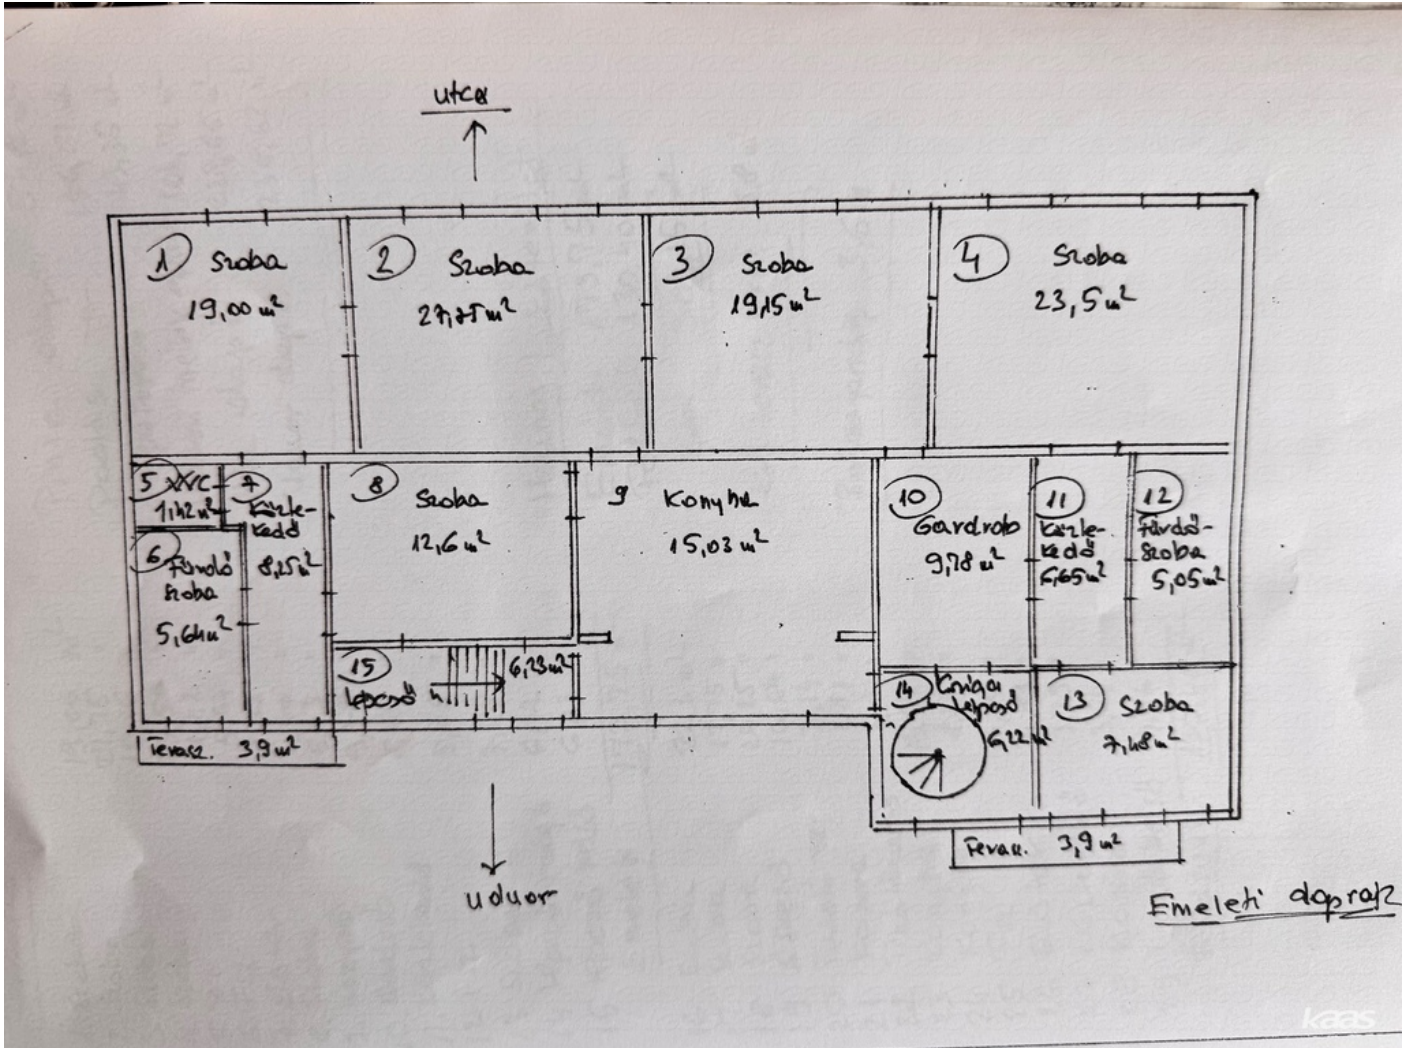 utca
1 Szoba
19,00 m²
2 Szoba
27,75 m²
3 Szoba
19,15 m²
4 Szoba
23,5 m²
5 WC
1,42 m²
6 Fürdő
szoba
5,64 m²
7
Közle-
kedő
8,25 m²
8
Szoba
12,6 m²
9 Konyha
15,03 m²
10
Gardrob
9,78 m²
11
Közle-
kedő
6,65 m²
12
Fürdő-
szoba
5,05 m²
13 Szoba
7,48 m²
14 Csiga
lépcső
6,22 m²
15 6,23 m²
lépcső
Terasz. 3,9 m²
Terasz. 3,9 m²
udvar
Emeleti alaprajz
kaas